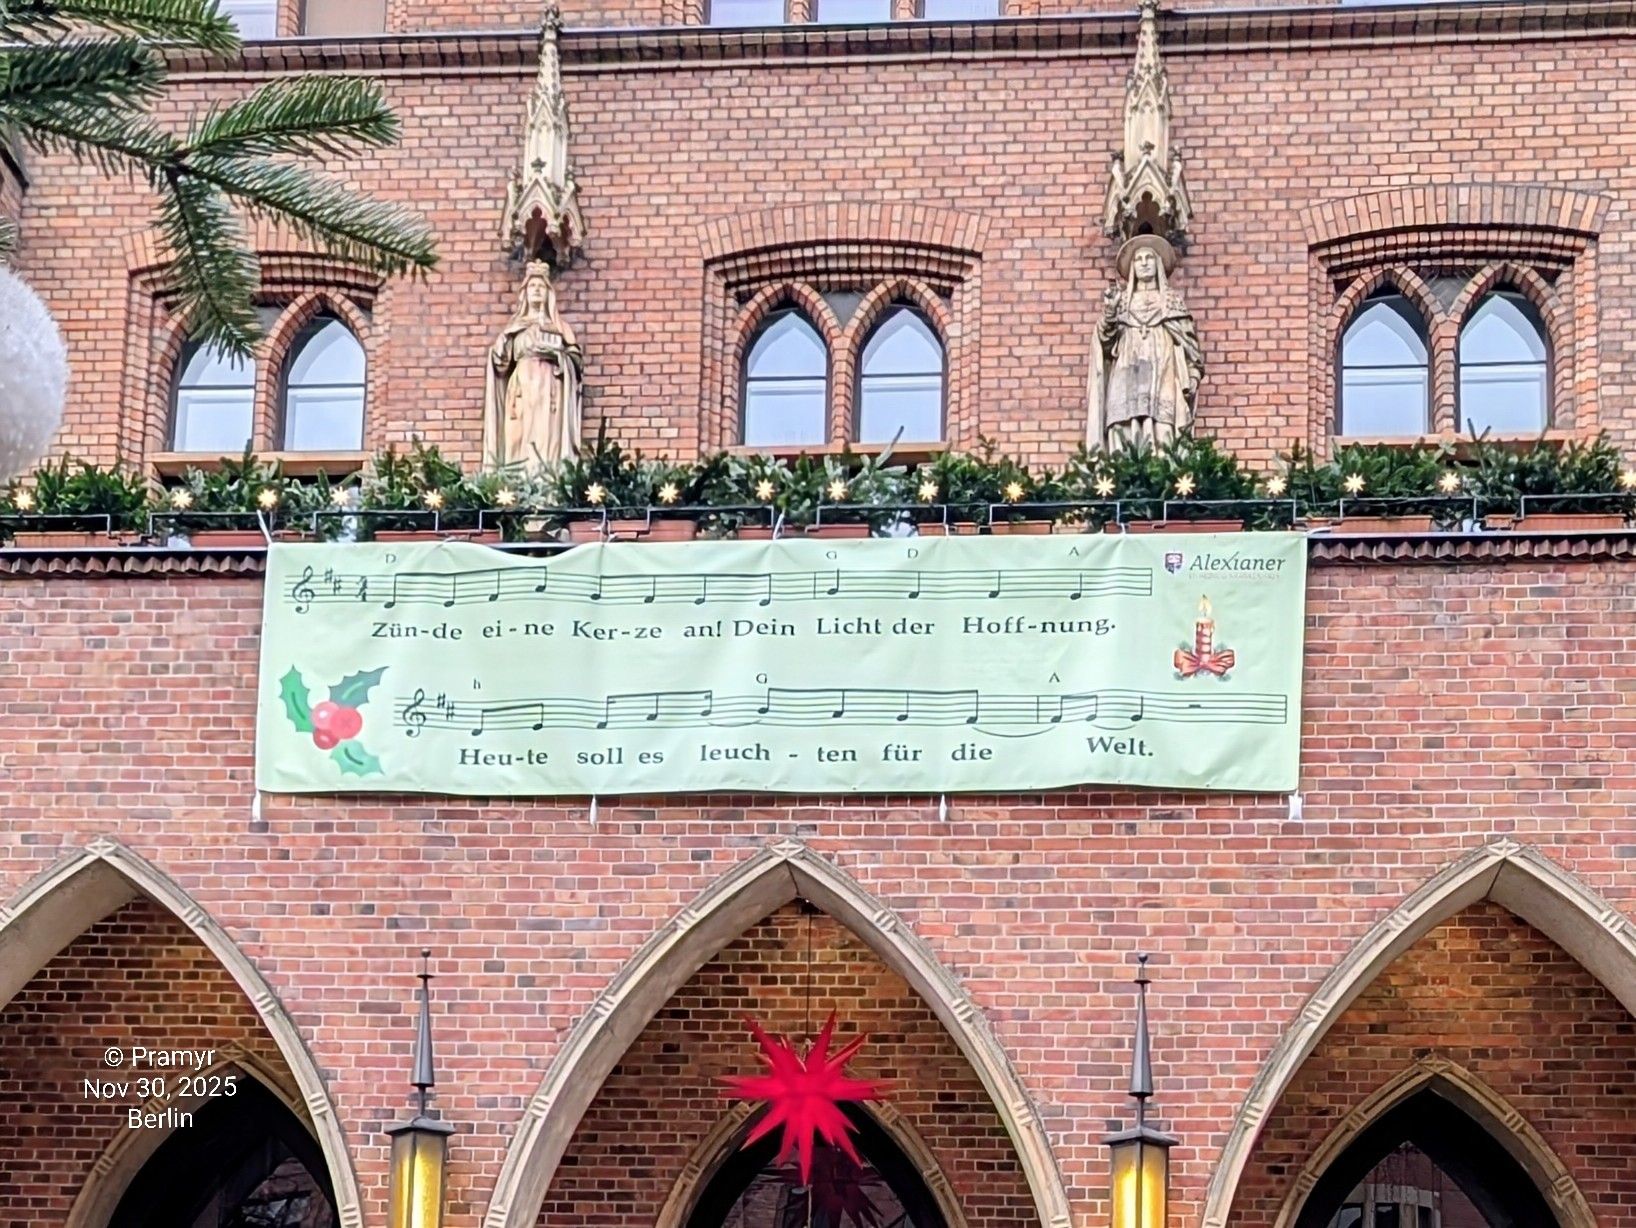 D G D A
Alexianer
Zün-de ei-ne Ker-ze an! Dein Licht der Hoff-nung.
h G A
Heu-te soll es leuch - ten für die Welt.
© Pramyr
Nov 30, 2025
Berlin